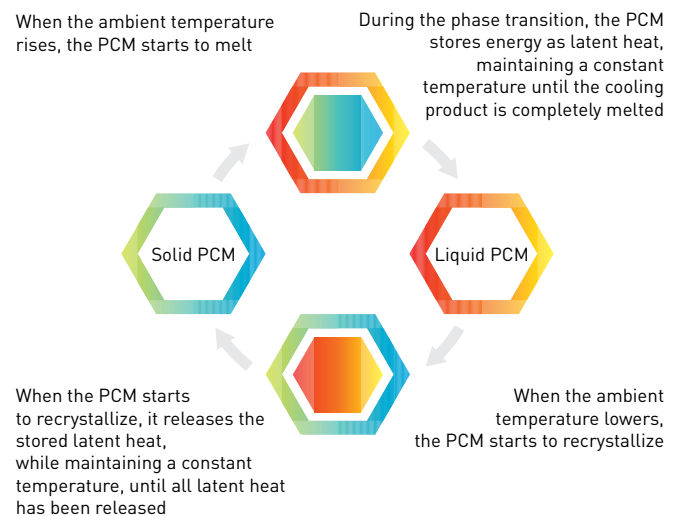 When the ambient temperature
rises, the PCM starts to melt
During the phase transition, the PCM
stores energy as latent heat,
maintaining a constant
temperature until the cooling
product is completely melted
Solid PCM
Liquid PCM
When the PCM starts
to recrystallize, it releases the
stored latent heat,
while maintaining a constant
temperature, until all latent heat
has been released
When the ambient
temperature lowers,
the PCM starts to recrystallize